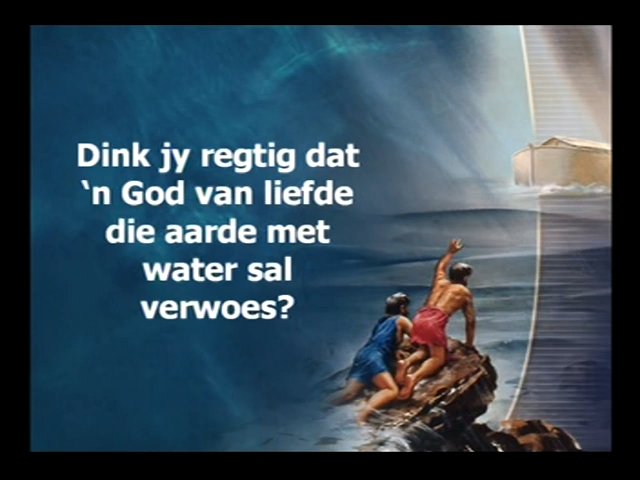 Dink jy regtig dat
‘n God van liefde
die aarde met
water sal
verwoes?